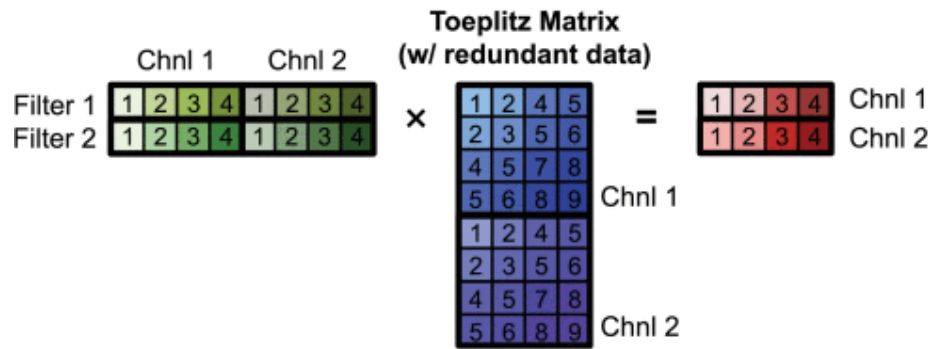 Toeplitz Matrix
(w/ redundant data)
Chnl 1 Chnl 2
Filter 1 1 2 3 4 1 2 3 4
Filter 2 1 2 3 4 1 2 3 4
×
1 2 4 5
2 3 5 6
4 5 7 8
5 6 8 9 Chnl 1
1 2 4 5
2 3 5 6
4 5 7 8
5 6 8 9 Chnl 2
=
1 2 3 4 Chnl 1
1 2 3 4 Chnl 2